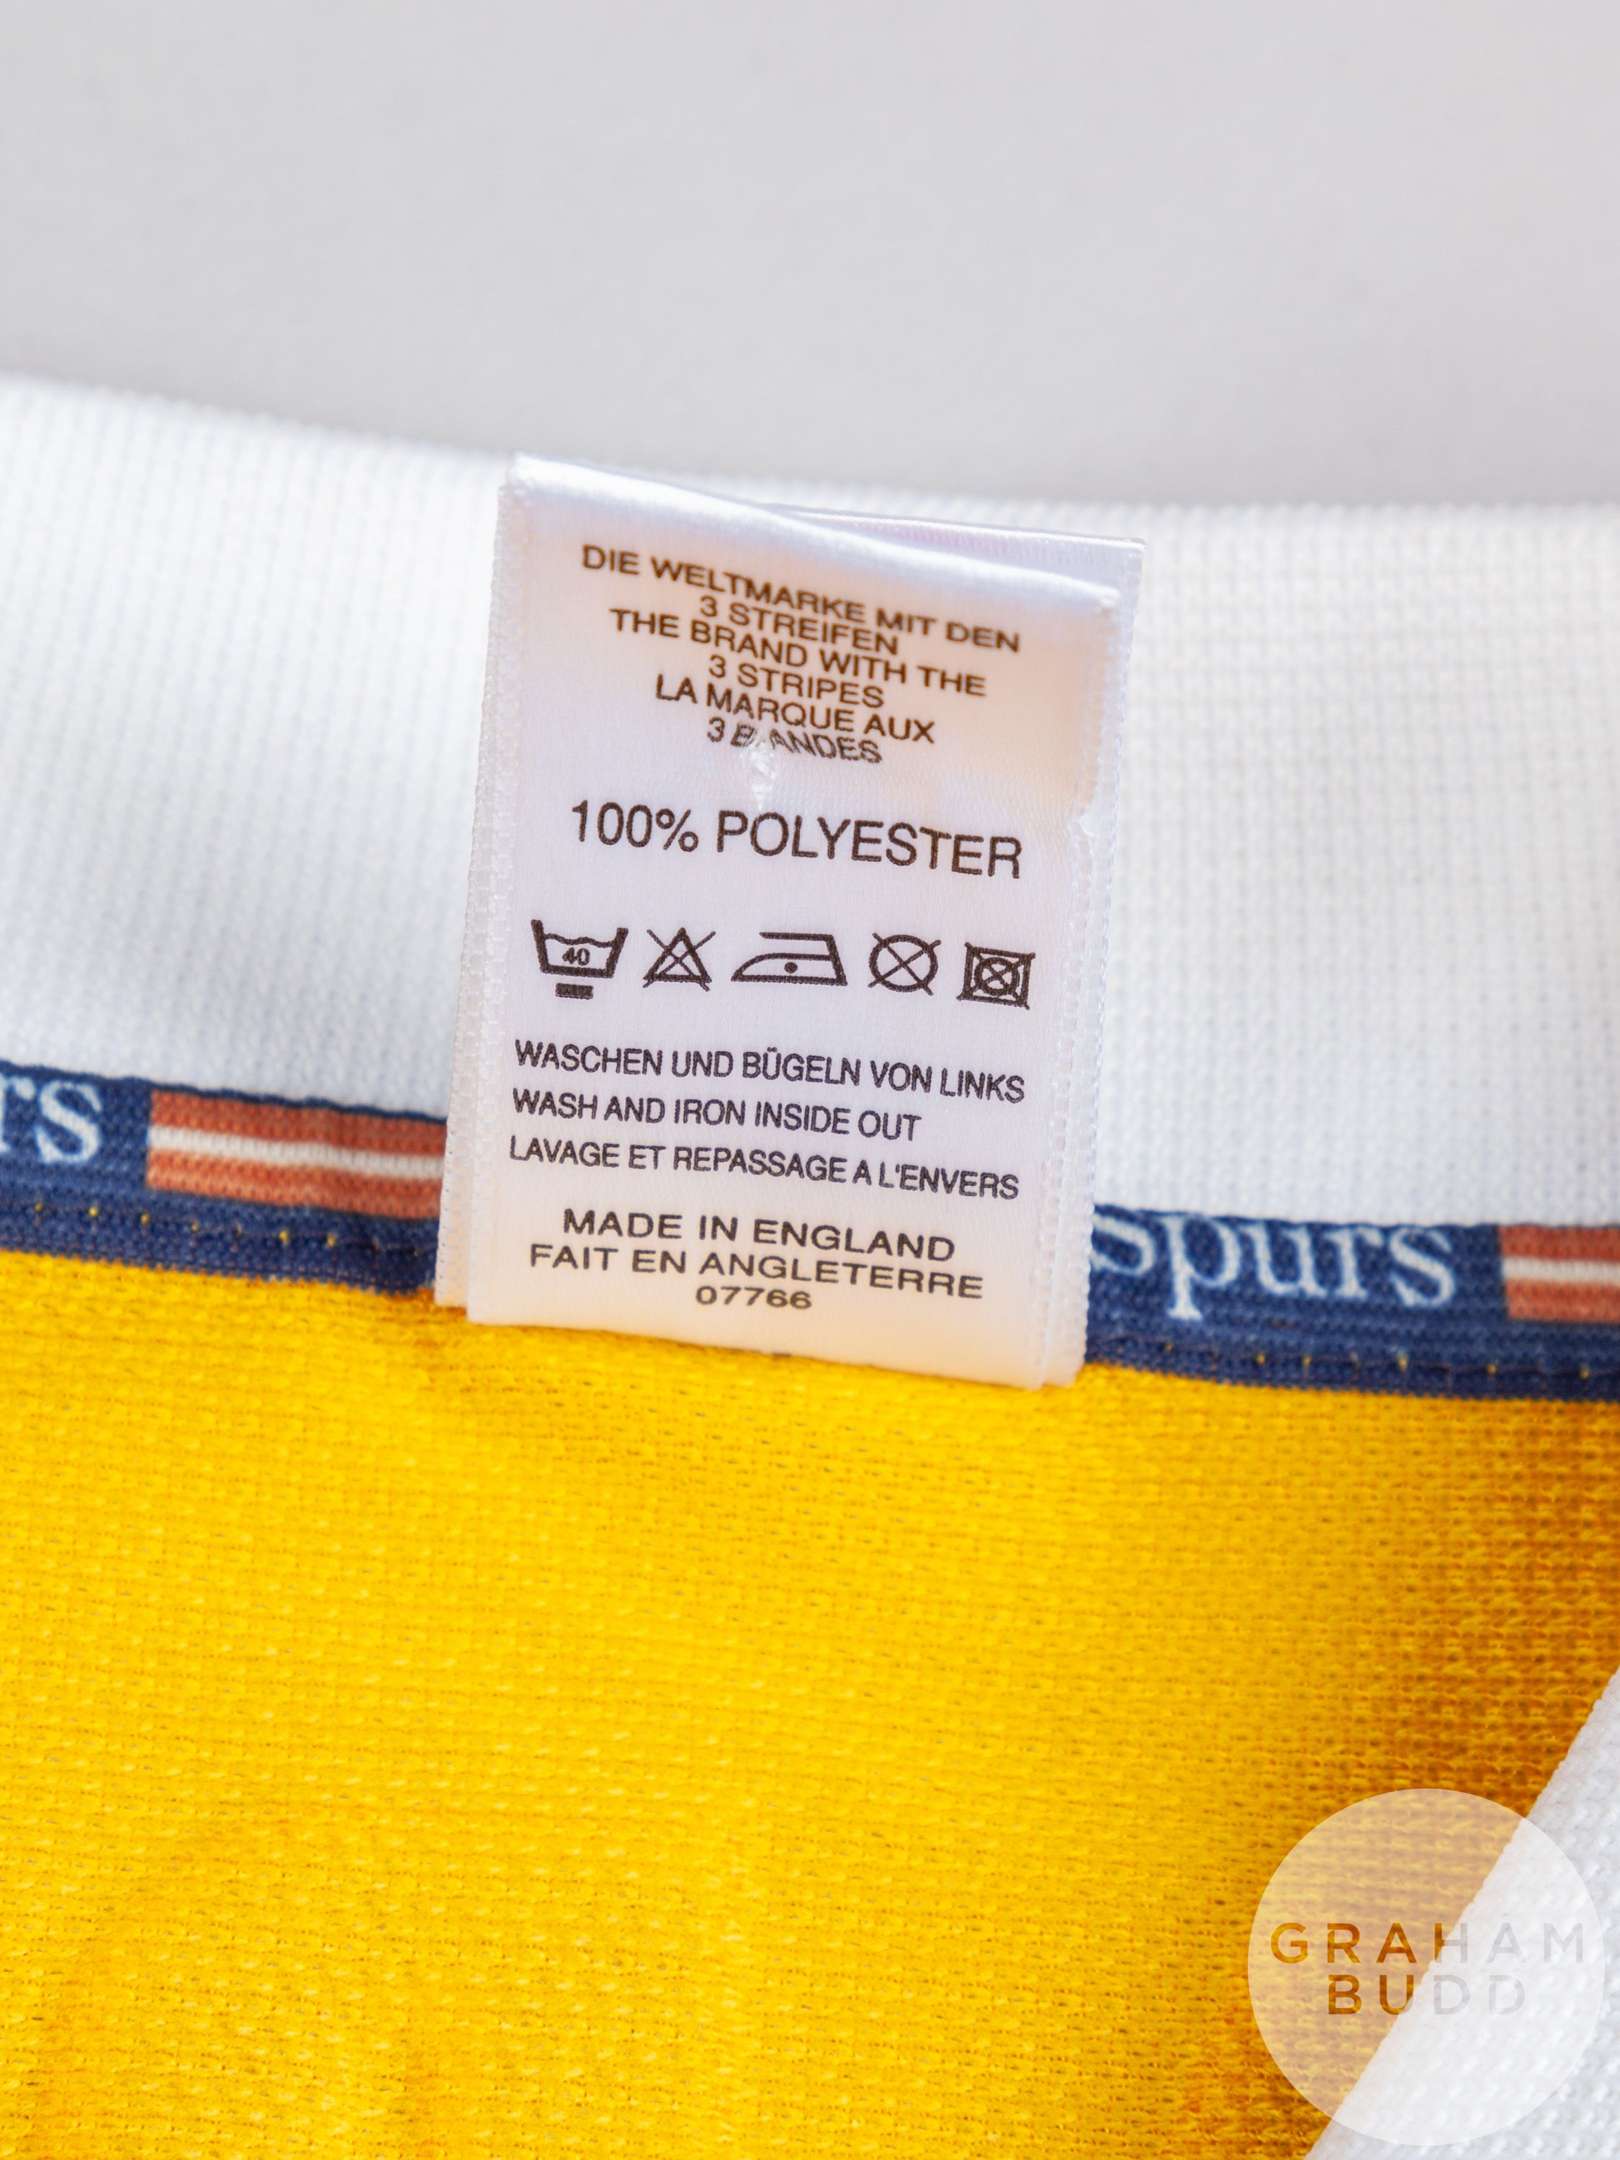 DIE WELTMARKE MIT DEN
3 STREIFEN
THE BRAND WITH THE
3 STRIPES
LA MARQUE AUX
3 BANDES
100% POLYESTER
40
WASCHEN UND BÜGELN VON LINKS
WASH AND IRON INSIDE OUT
LAVAGE ET REPASSAGE A L'ENVERS
MADE IN ENGLAND
FAIT EN ANGLETERRE
07766
rs
spurs
GRAHAM
BUDD